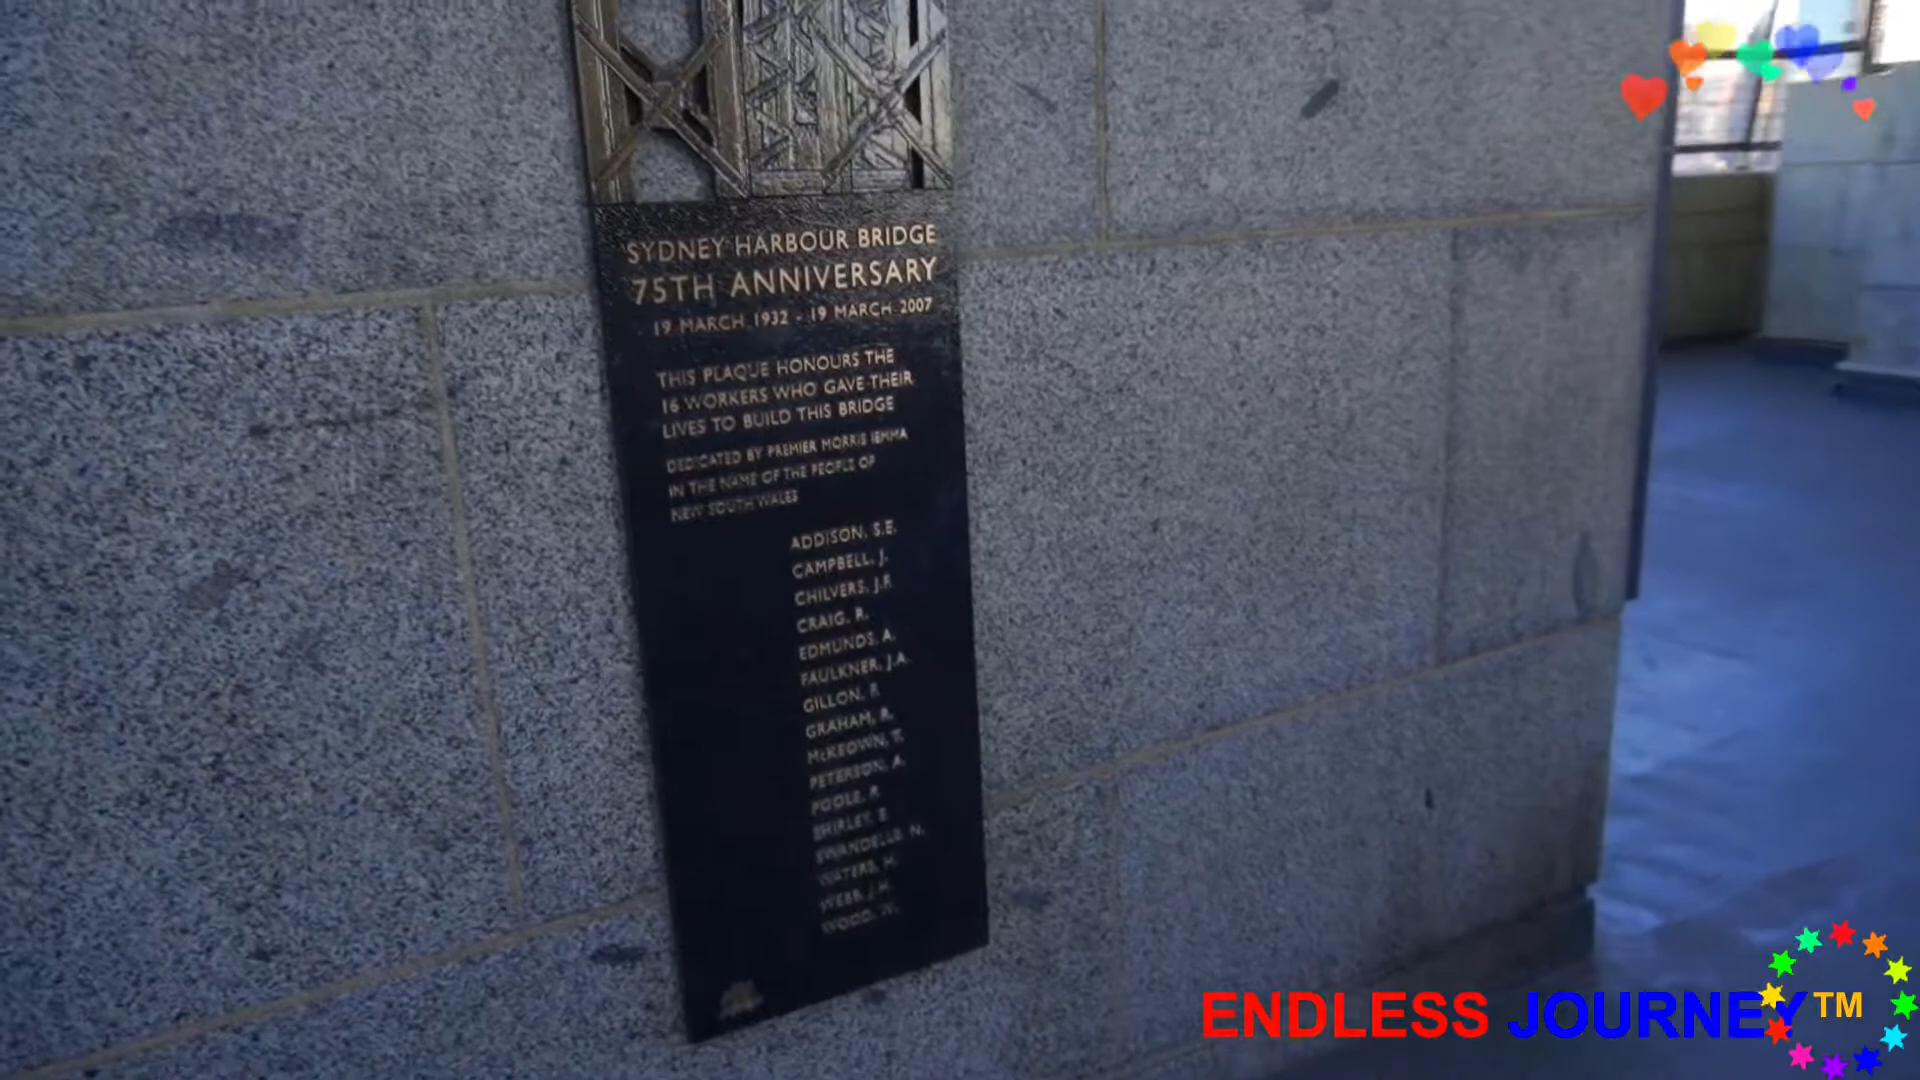 SYDNEY HARBOUR BRIDGE
75TH ANNIVERSARY
19 MARCH 1932 - 19 MARCH 2007
THIS PLAQUE HONOURS THE
16 WORKERS WHO GAVE THEIR
LIVES TO BUILD THIS BRIDGE
DEDICATED BY PREMIER MORRIS IEMMA
IN THE NAME OF THE PEOPLE OF
NEW SOUTH WALES
ADDISON, S.E.
CAMPBELL, J.
CHILVERS, J.F.
CRAIG, R.
EDMUNDS, A.
FAULKNER, J.A.
GILLON,
GRAHAM, R.
McKEOWN, T.
PETERSON, A.
POOLE,
SHIRLEY,
SWANDELLS, N.
WATERS, H.
WEBB, J.H.
WOOD, W.
ENDLESS JOURNEY™